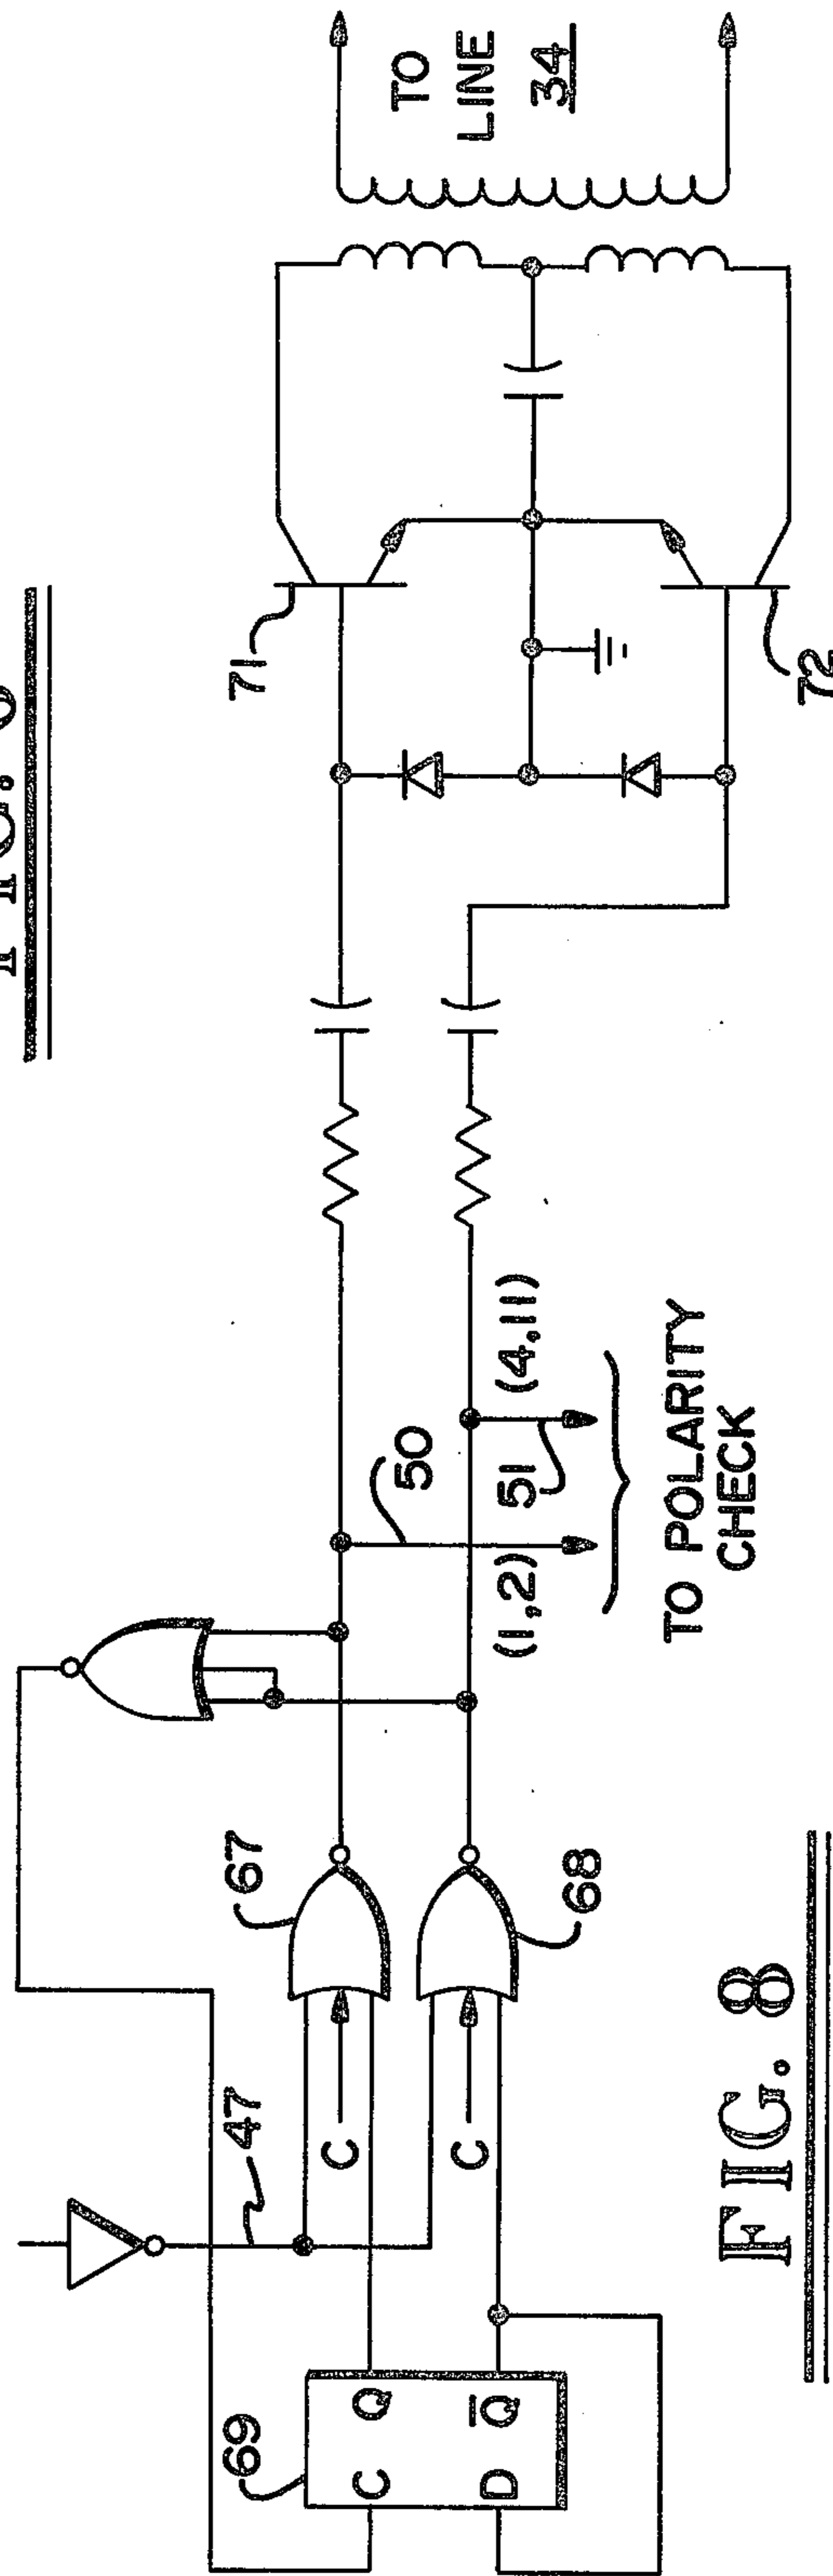 TO
LINE
34
71
72
50
(1,2)
51
(4,11)
TO POLARITY
CHECK
67
68
47
C
C
69
C
Q
D
Q̅
FIG. 8